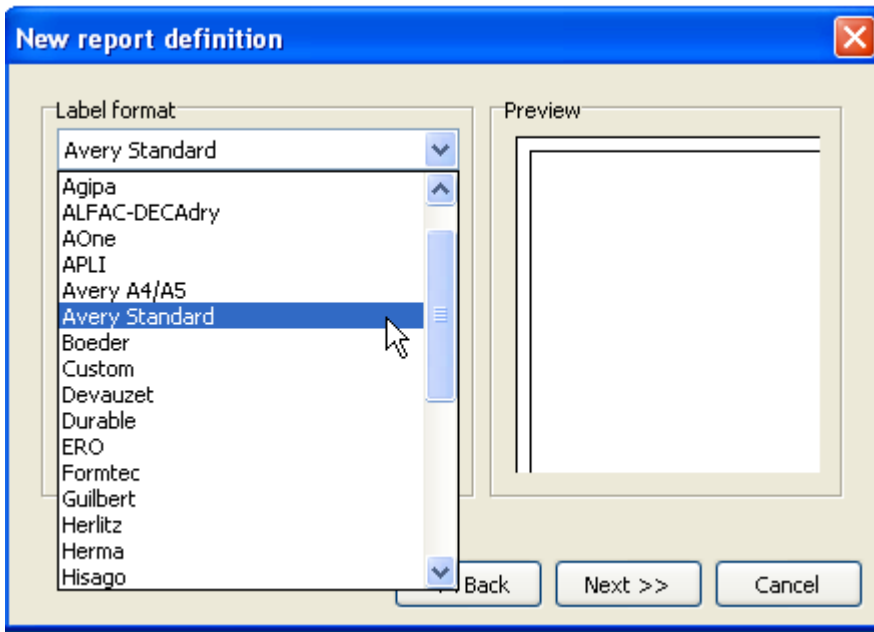 New report definition
Label format
Preview
Avery Standard
Agipa
ALFAC-DECAdry
AOne
APLI
Avery A4/A5
Avery Standard
Boeder
Custom
Devauzet
Durable
ERO
Formtec
Guilbert
Herlitz
Herma
Hisago
Back
Next >>
Cancel